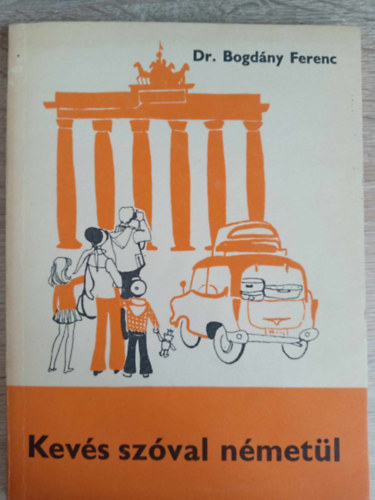 Dr. Bogdány Ferenc
Kevés szóval németül